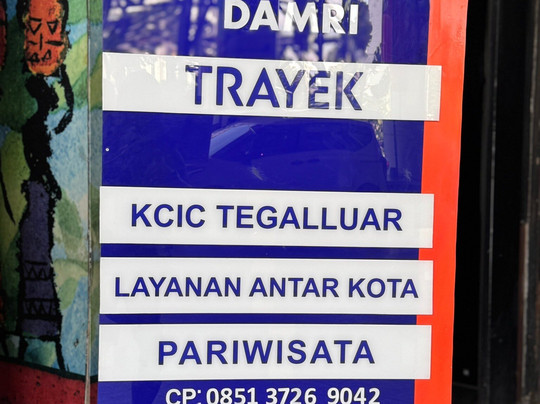 DAMRI
TRAYEK
KCIC TEGALLUAR
LAYANAN ANTAR KOTA
PARIWISATA
CP: 0851 3726 9042